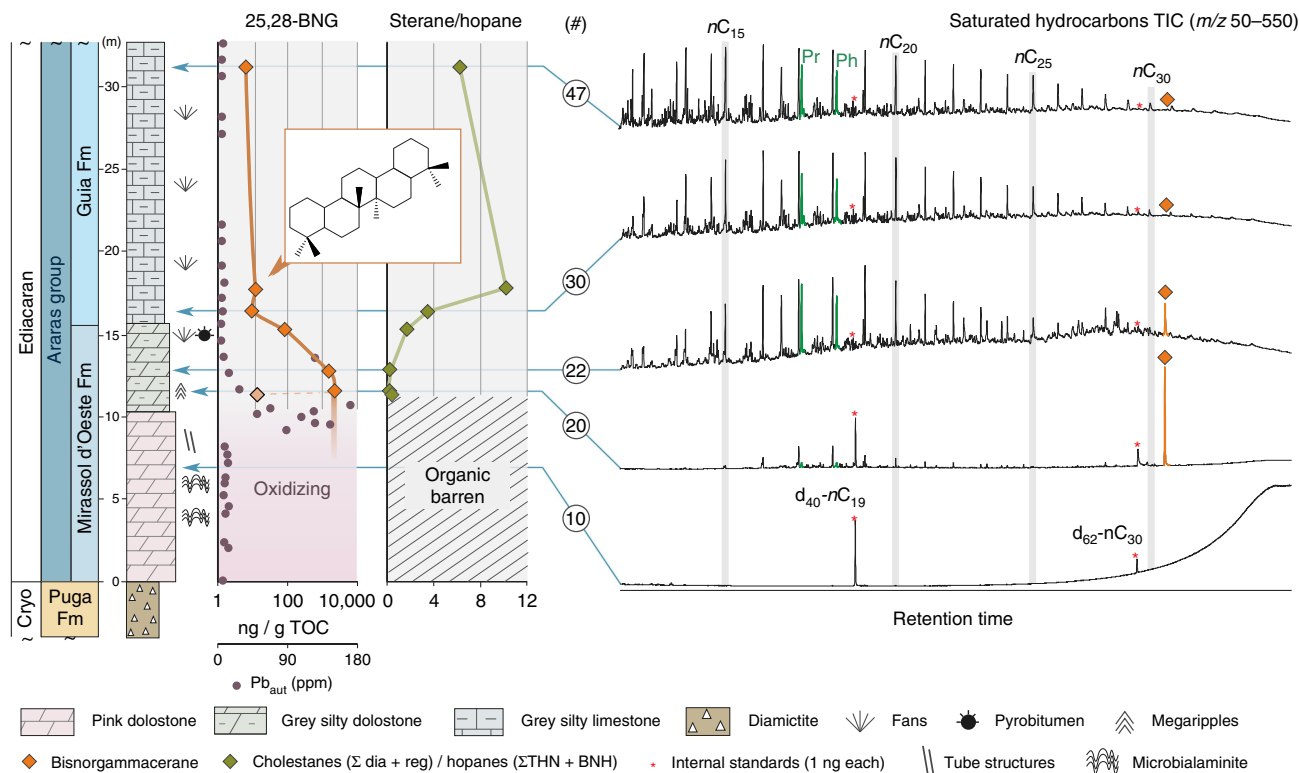 25,28-BNG
Sterane/hopane
(#)
Saturated hydrocarbons TIC (m/z 50–550)
~
~
(m)
30
25
20
15
10
5
0
Ediacaran
Cryo
~
Araras group
Guia Fm
Mirassol d'Oeste Fm
Puga Fm
~
Oxidizing
Organic barren
1 100 10,000
ng / g TOC
0 90 180
Pb_aut (ppm)
0 4 8 12
47
30
22
20
10
nC15
Pr
Ph
nC20
nC25
nC30
*
*
*
*
*
*
*
*
d40-nC19
*
d62-nC30
*
Retention time
Pink dolostone
Grey silty dolostone
Grey silty limestone
Diamictite
Fans
Pyrobitumen
Megaripples
Bisnorgammacerane
Cholestanes (Σ dia + reg) / hopanes (ΣTHN + BNH)
* Internal standards (1 ng each)
Tube structures
Microbialaminite